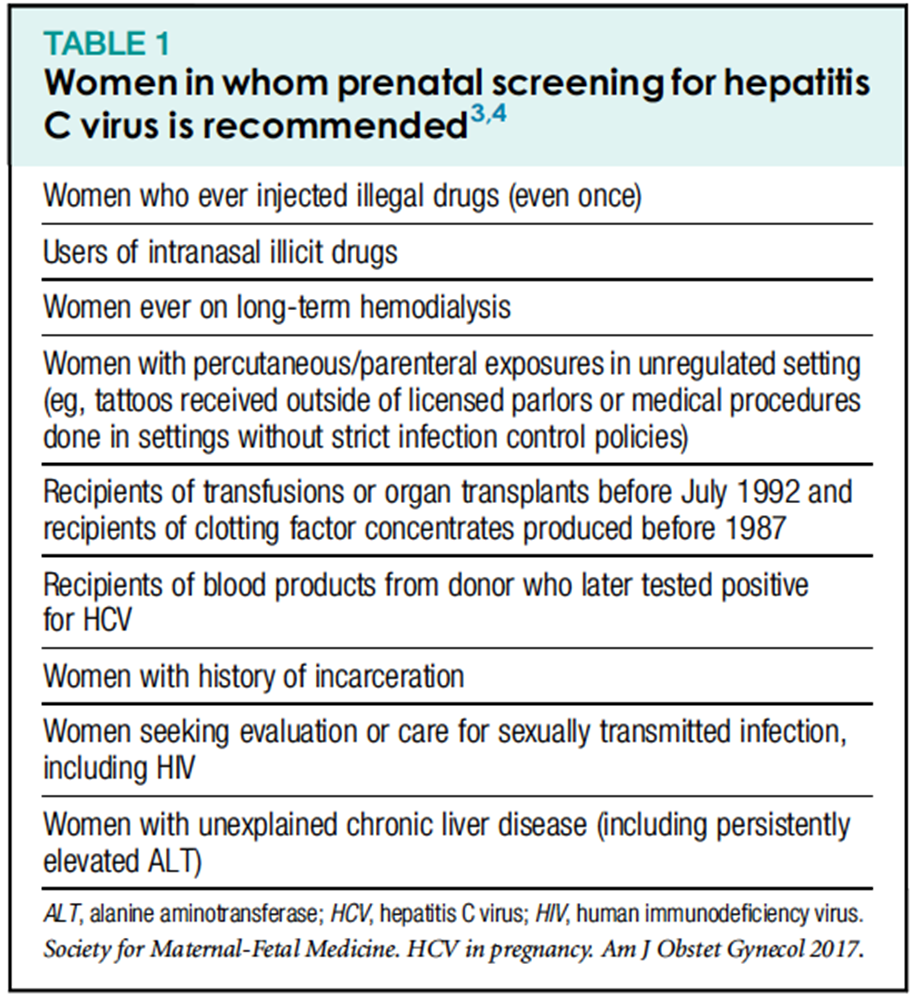 TABLE 1
Women in whom prenatal screening for hepatitis
C virus is recommended3,4
Women who ever injected illegal drugs (even once)
Users of intranasal illicit drugs
Women ever on long-term hemodialysis
Women with percutaneous/parenteral exposures in unregulated setting
(eg, tattoos received outside of licensed parlors or medical procedures
done in settings without strict infection control policies)
Recipients of transfusions or organ transplants before July 1992 and
recipients of clotting factor concentrates produced before 1987
Recipients of blood products from donor who later tested positive
for HCV
Women with history of incarceration
Women seeking evaluation or care for sexually transmitted infection,
including HIV
Women with unexplained chronic liver disease (including persistently
elevated ALT)
ALT, alanine aminotransferase; HCV, hepatitis C virus; HIV, human immunodeficiency virus.
Society for Maternal-Fetal Medicine. HCV in pregnancy. Am J Obstet Gynecol 2017.